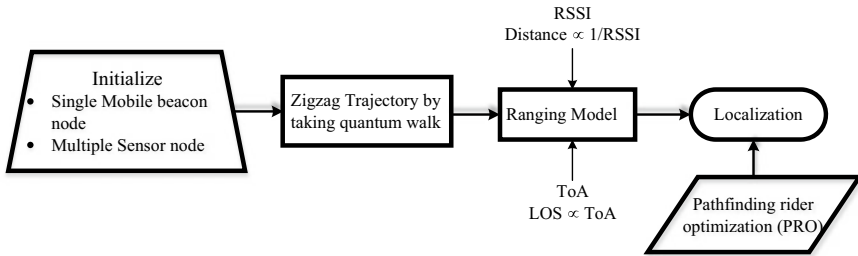 Initialize
• Single Mobile beacon
node
• Multiple Sensor node
Zigzag Trajectory by
taking quantum walk
RSSI
Distance ∝ 1/RSSI
Ranging Model
ToA
LOS ∝ ToA
Localization
Pathfinding rider
optimization (PRO)